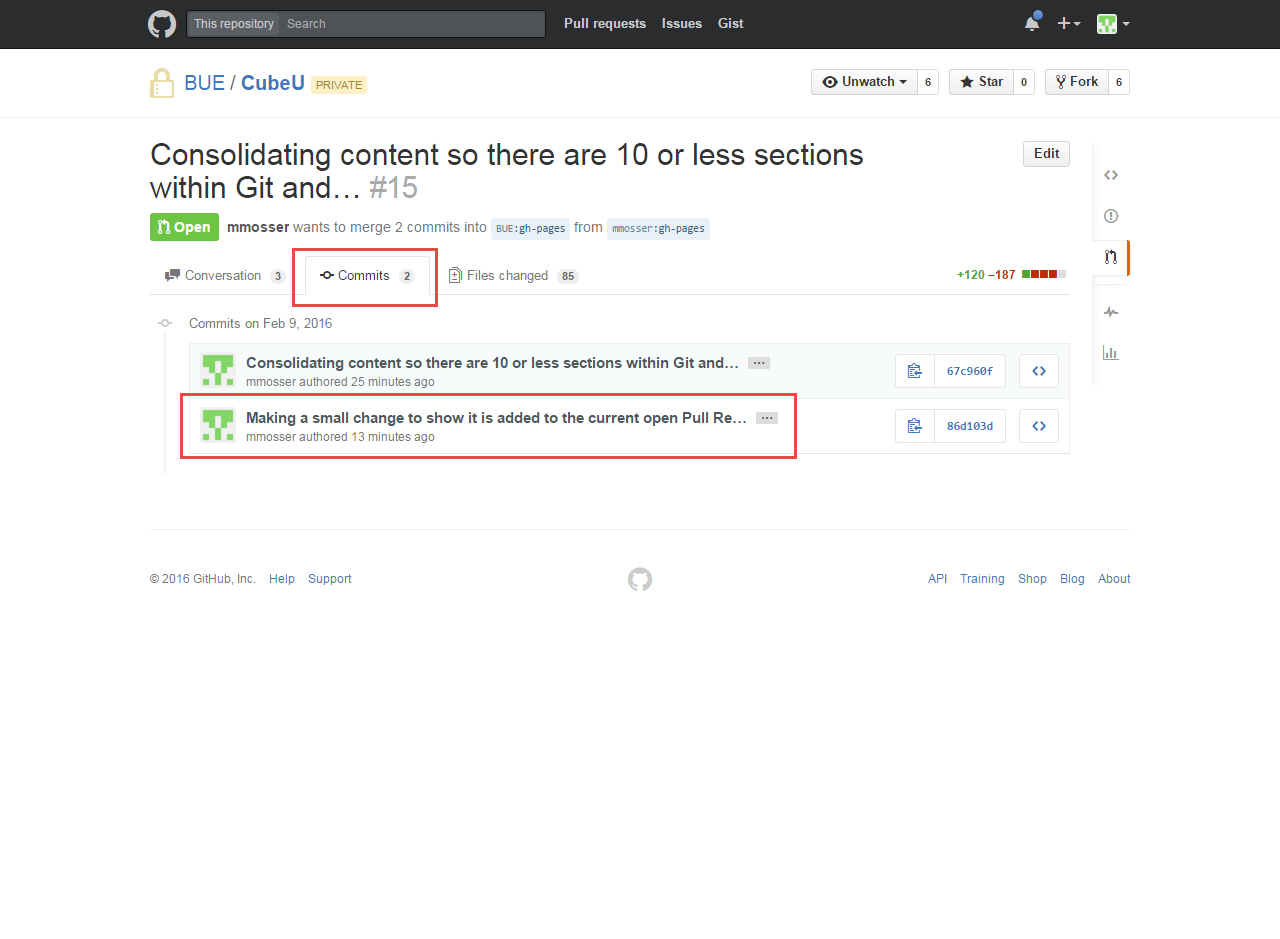 This repository Search Pull requests Issues Gist
BUE / CubeU PRIVATE Unwatch 6 Star 0 Fork 6
Consolidating content so there are 10 or less sections
within Git and… #15
Edit
Open mmosser wants to merge 2 commits into BUE:gh-pages from mmosser:gh-pages
Conversation 3 Commits 2 Files changed 85 +120 −187
Commits on Feb 9, 2016
Consolidating content so there are 10 or less sections within Git and… …
mmosser authored 25 minutes ago
67c960f
Making a small change to show it is added to the current open Pull Re… …
mmosser authored 13 minutes ago
86d103d
© 2016 GitHub, Inc. Help Support API Training Shop Blog About